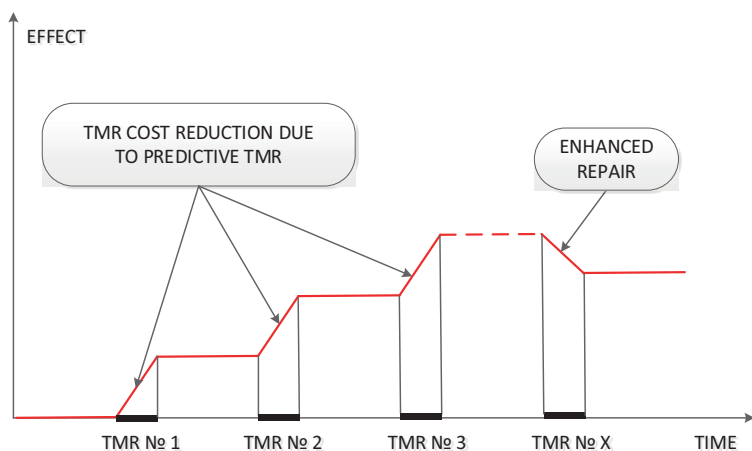 EFFECT
TMR COST REDUCTION DUE
TO PREDICTIVE TMR
ENHANCED
REPAIR
TMR № 1
TMR № 2
TMR № 3
TMR № X
TIME